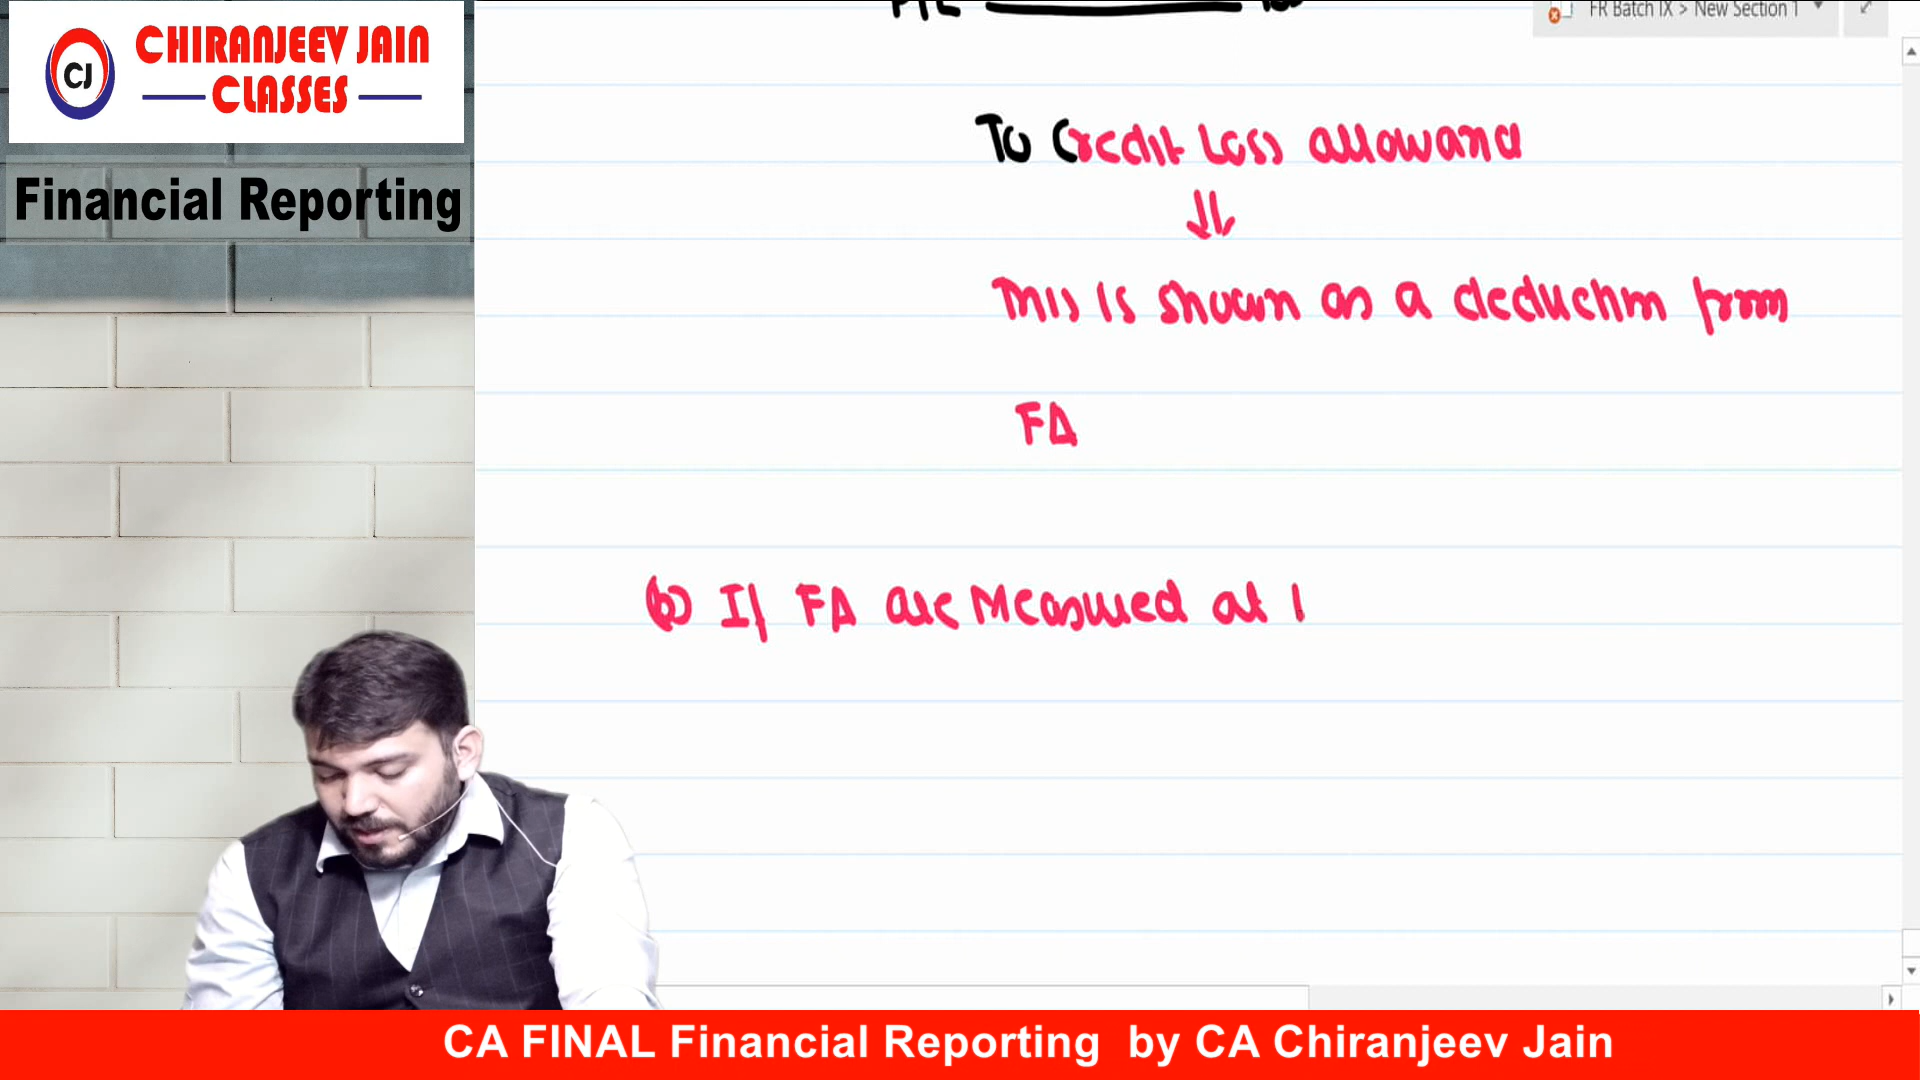 CHIRANJEEV JAIN
CJ
CLASSES
Financial Reporting
FR Batch IX > New Section 1
To Credit Loss allowance
This is shown as a deduction from
FA
(b) If FA are Measured at
CA FINAL Financial Reporting by CA Chiranjeev Jain